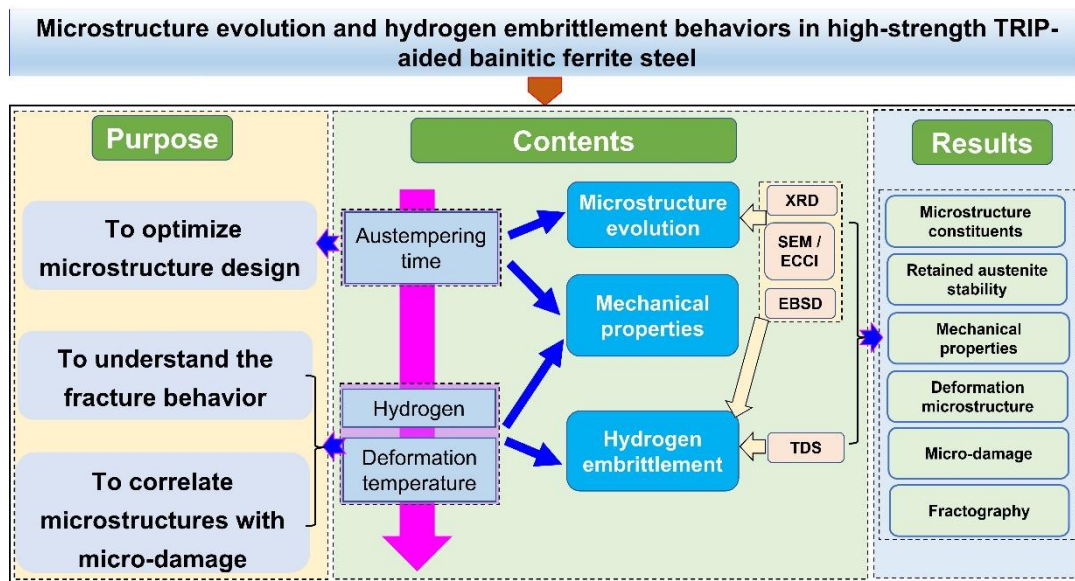 Microstructure evolution and hydrogen embrittlement behaviors in high-strength TRIP-
aided bainitic ferrite steel
Purpose
To optimize
microstructure design
To understand the
fracture behavior
To correlate
microstructures with
micro-damage
Contents
Austempering
time
Hydrogen
Deformation
temperature
Microstructure
evolution
Mechanical
properties
Hydrogen
embrittlement
XRD
SEM /
ECCI
EBSD
TDS
Results
Microstructure
constituents
Retained austenite
stability
Mechanical
properties
Deformation
microstructure
Micro-damage
Fractography